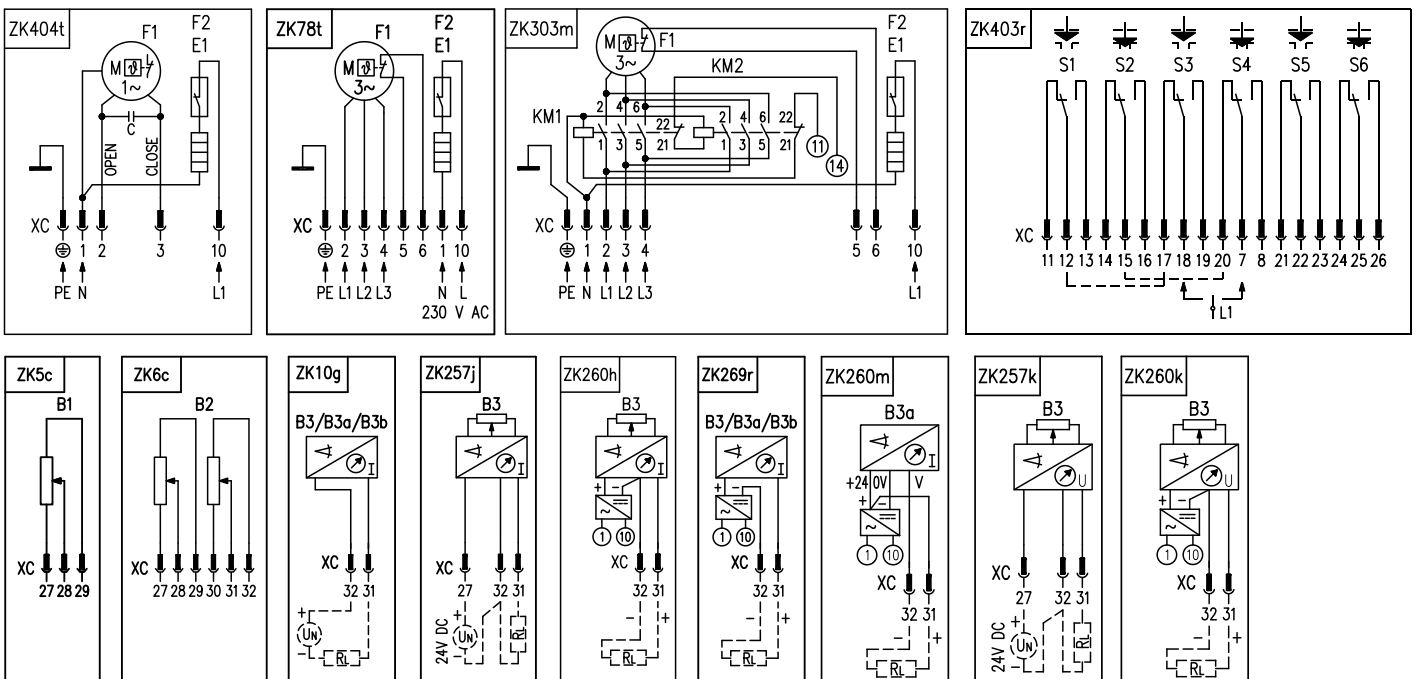 ZK404t
F1
F2
E1
M ϑ
1~
C
OPEN
CLOSE
XC
1 2 3 10
PE N L1
ZK78t
F1
F2
E1
M ϑ
3~
XC
2 3 4 5 6 1 10
PE L1 L2 L3 N L
230 V AC
ZK303m
F1
F2
E1
M ϑ
3~
KM2
KM1
2 4 6 22 2 4 6 22
1 3 5 21 1 3 5 21
11
14
XC
1 2 3 4 5 6 10
PE N L1 L2 L3 L1
ZK403r
S1 S2 S3 S4 S5 S6
XC
11 12 13 14 15 16 17 18 19 20 7 8 21 22 23 24 25 26
L1
ZK5c
B1
XC
27 28 29
ZK6c
B2
XC
27 28 29 30 31 32
ZK10g
B3/B3a/B3b
I
XC
32 31
+
UN
-
RL
ZK257j
B3
I
XC
27 32 31
24V DC
+
UN
-
RL
ZK260h
B3
I
+ -
~
1 10
XC
32 31
- +
RL
ZK269r
B3/B3a/B3b
I
+ -
~
1 10
XC
32 31
- +
RL
ZK260m
B3a
I
+24 0V V
+ -
~
1 10
XC
32 31
- +
RL
ZK257k
B3
U
XC
27 32 31
24V DC
+
UN
-
RL
ZK260k
B3
U
+ -
~
1 10
XC
32 31
- +
RL